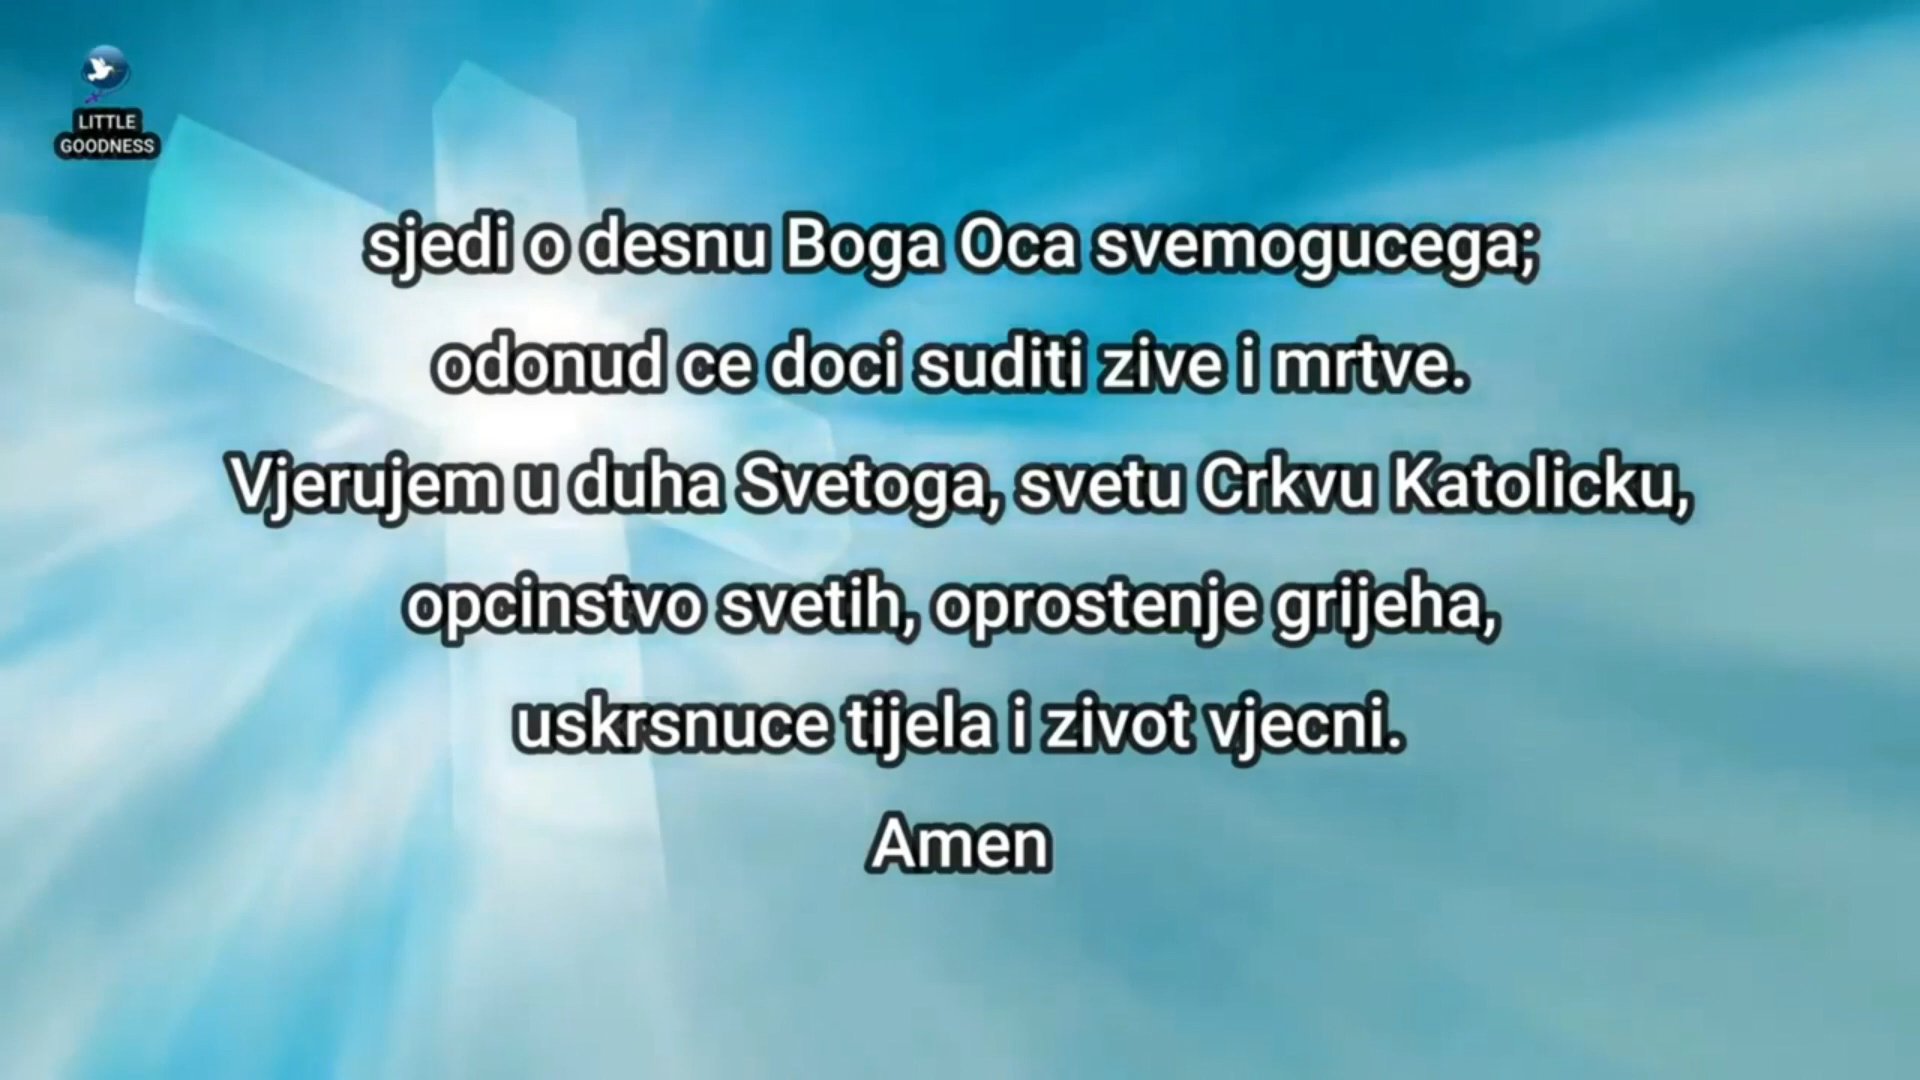 LITTLE
GOODNESS
sjedi o desnu Boga Oca svemogucega;
odonud ce doci suditi zive i mrtve.
Vjerujem u duha Svetoga, svetu Crkvu Katolicku,
opcinstvo svetih, oprostenje grijeha,
uskrsnuce tijela i zivot vjecni.
Amen